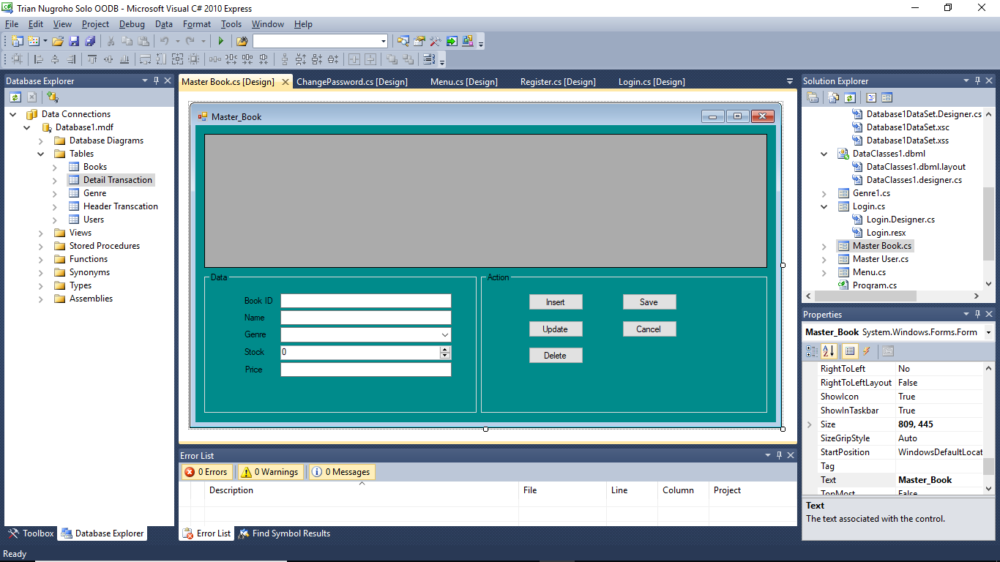 Trian Nugroho Solo OODB - Microsoft Visual C# 2010 Express
File Edit View Project Debug Data Format Tools Window Help
Database Explorer
Data Connections
Database1.mdf
Database Diagrams
Tables
Books
Detail Transaction
Genre
Header Transcation
Users
Views
Stored Procedures
Functions
Synonyms
Types
Assemblies
Toolbox
Database Explorer
Master Book.cs [Design]
ChangePassword.cs [Design]
Menu.cs [Design]
Register.cs [Design]
Login.cs [Design]
Master_Book
Data
Book ID
Name
Genre
Stock 0
Price
Action
Insert
Save
Update
Cancel
Delete
Error List
0 Errors
0 Warnings
0 Messages
Description File Line Column Project
Error List
Find Symbol Results
Solution Explorer
Database1DataSet.Designer.cs
Database1DataSet.xsc
Database1DataSet.xss
DataClasses1.dbml
DataClasses1.dbml.layout
DataClasses1.designer.cs
Genre1.cs
Login.cs
Login.Designer.cs
Login.resx
Master Book.cs
Master User.cs
Menu.cs
Program.cs
Properties
Master_Book System.Windows.Forms.Form
RightToLeft No
RightToLeftLayout False
ShowIcon True
ShowInTaskbar True
Size 809, 445
SizeGripStyle Auto
StartPosition WindowsDefaultLocat
Tag
Text Master_Book
TopMost False
Text
The text associated with the control.
Ready